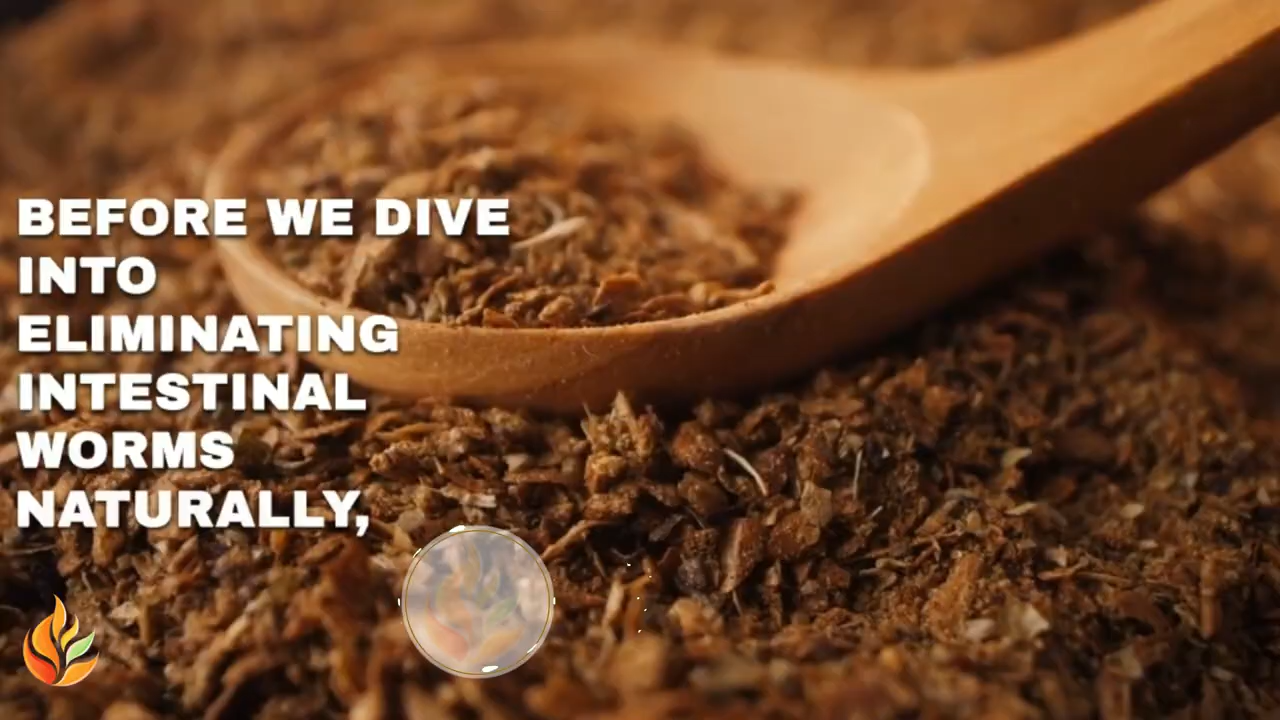 BEFORE WE DIVE
INTO
ELIMINATING
INTESTINAL
WORMS
NATURALLY,